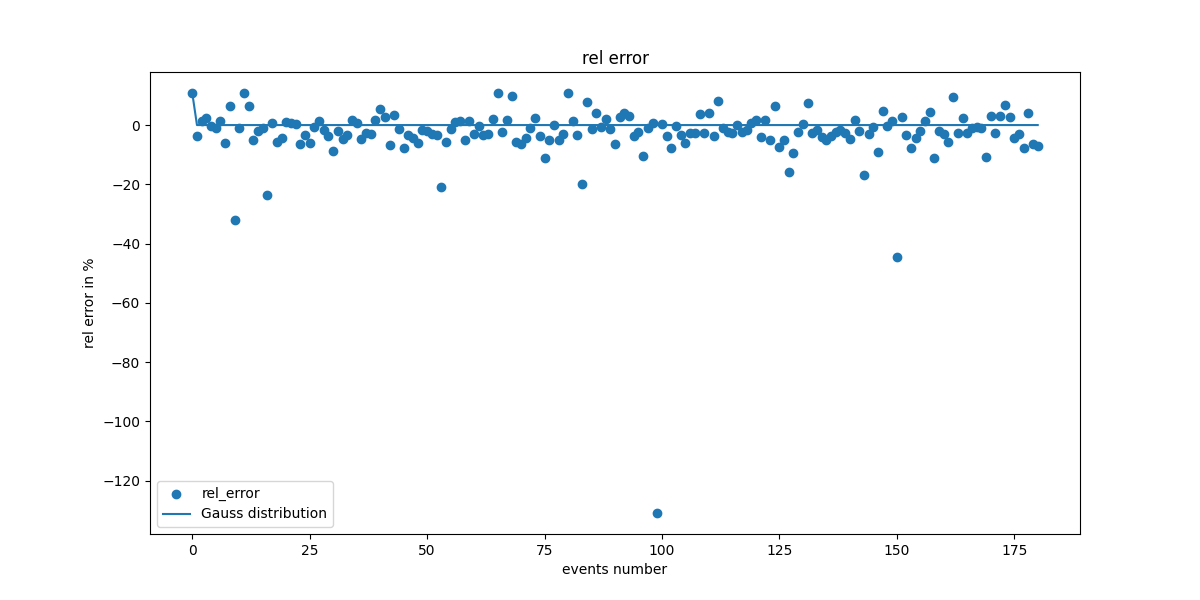 rel error
rel error in %
0
−20
−40
−60
−80
−100
−120
rel_error
Gauss distribution
0 25 50 75 100 125 150 175
events number